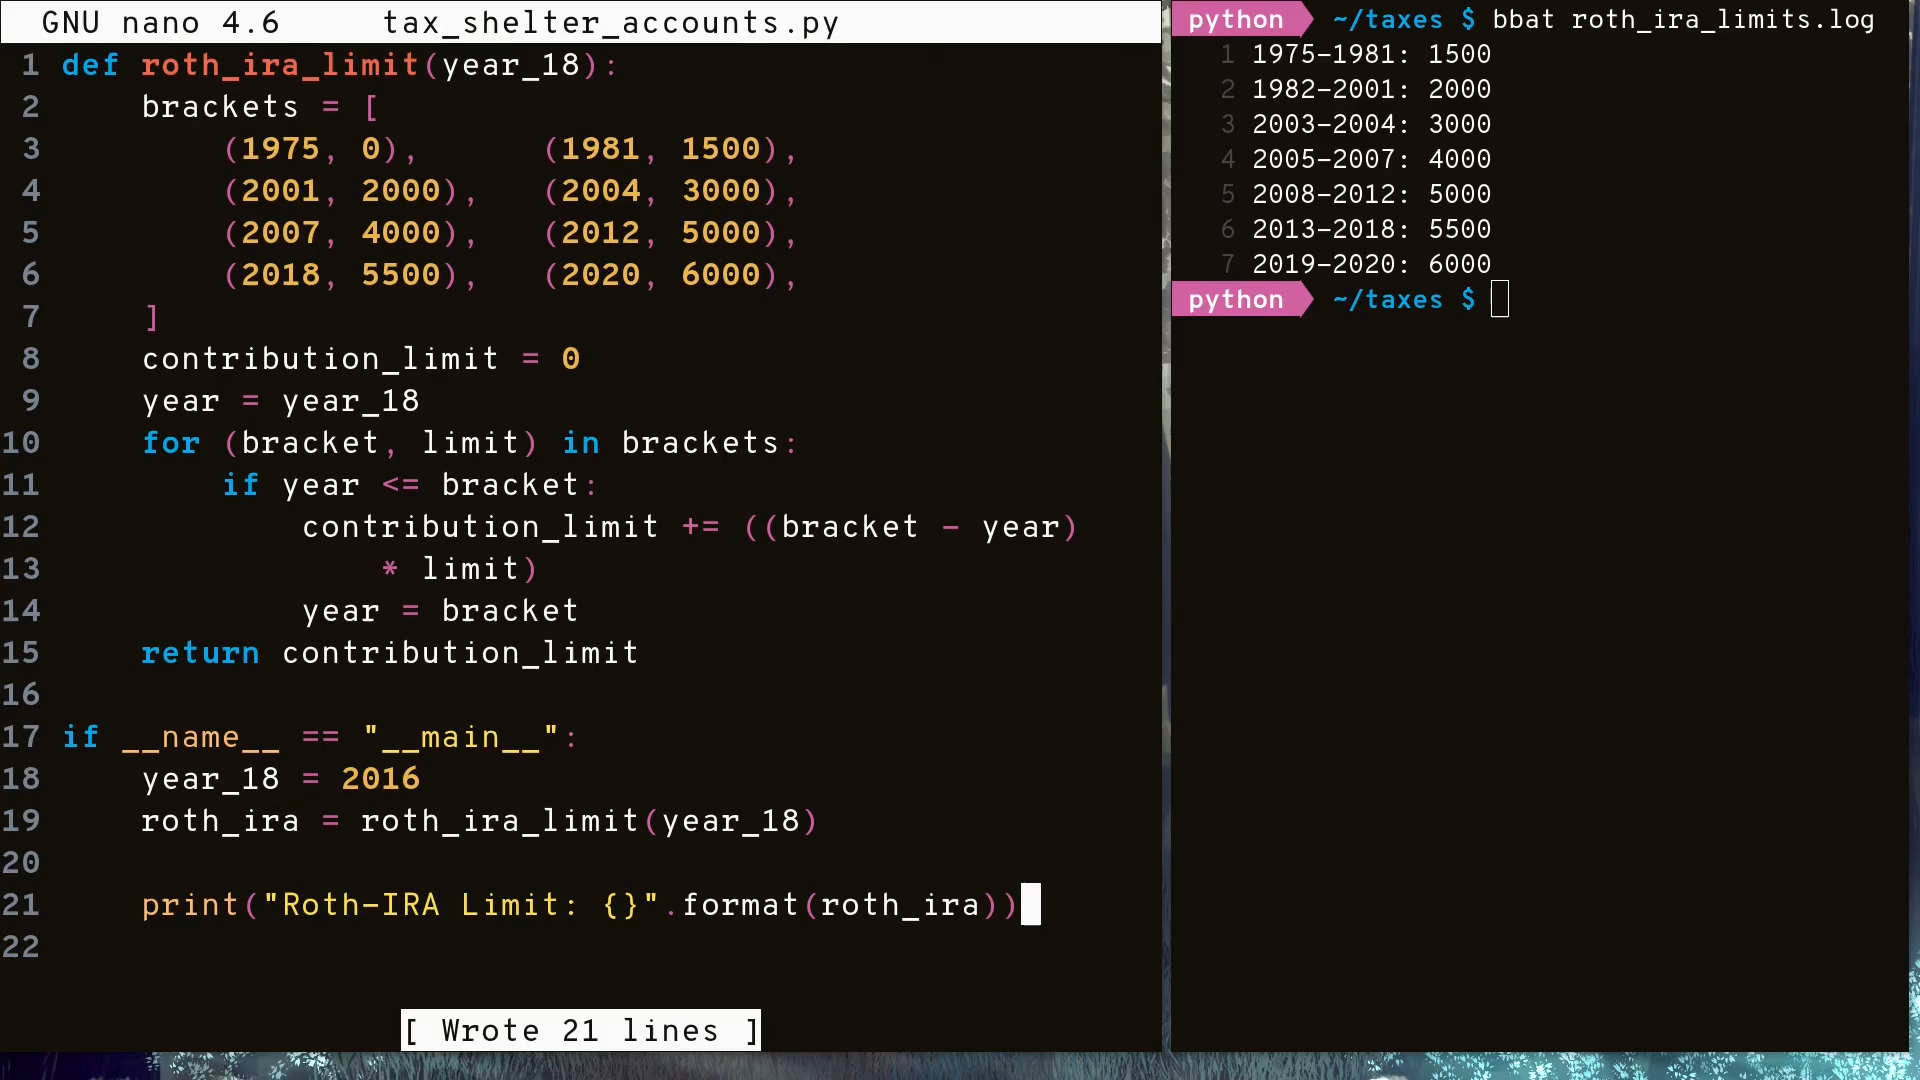 GNU nano 4.6     tax_shelter_accounts.py
1 def roth_ira_limit(year_18):
2     brackets = [
3         (1975, 0),      (1981, 1500),
4         (2001, 2000),   (2004, 3000),
5         (2007, 4000),   (2012, 5000),
6         (2018, 5500),   (2020, 6000),
7     ]
8     contribution_limit = 0
9     year = year_18
10     for (bracket, limit) in brackets:
11         if year <= bracket:
12             contribution_limit += ((bracket - year)
13                 * limit)
14             year = bracket
15     return contribution_limit
16
17 if __name__ == "__main__":
18     year_18 = 2016
19     roth_ira = roth_ira_limit(year_18)
20
21     print("Roth-IRA Limit: {}".format(roth_ira))
22
[ Wrote 21 lines ]
python ~/taxes $ bbat roth_ira_limits.log
1 1975-1981: 1500
2 1982-2001: 2000
3 2003-2004: 3000
4 2005-2007: 4000
5 2008-2012: 5000
6 2013-2018: 5500
7 2019-2020: 6000
python ~/taxes $